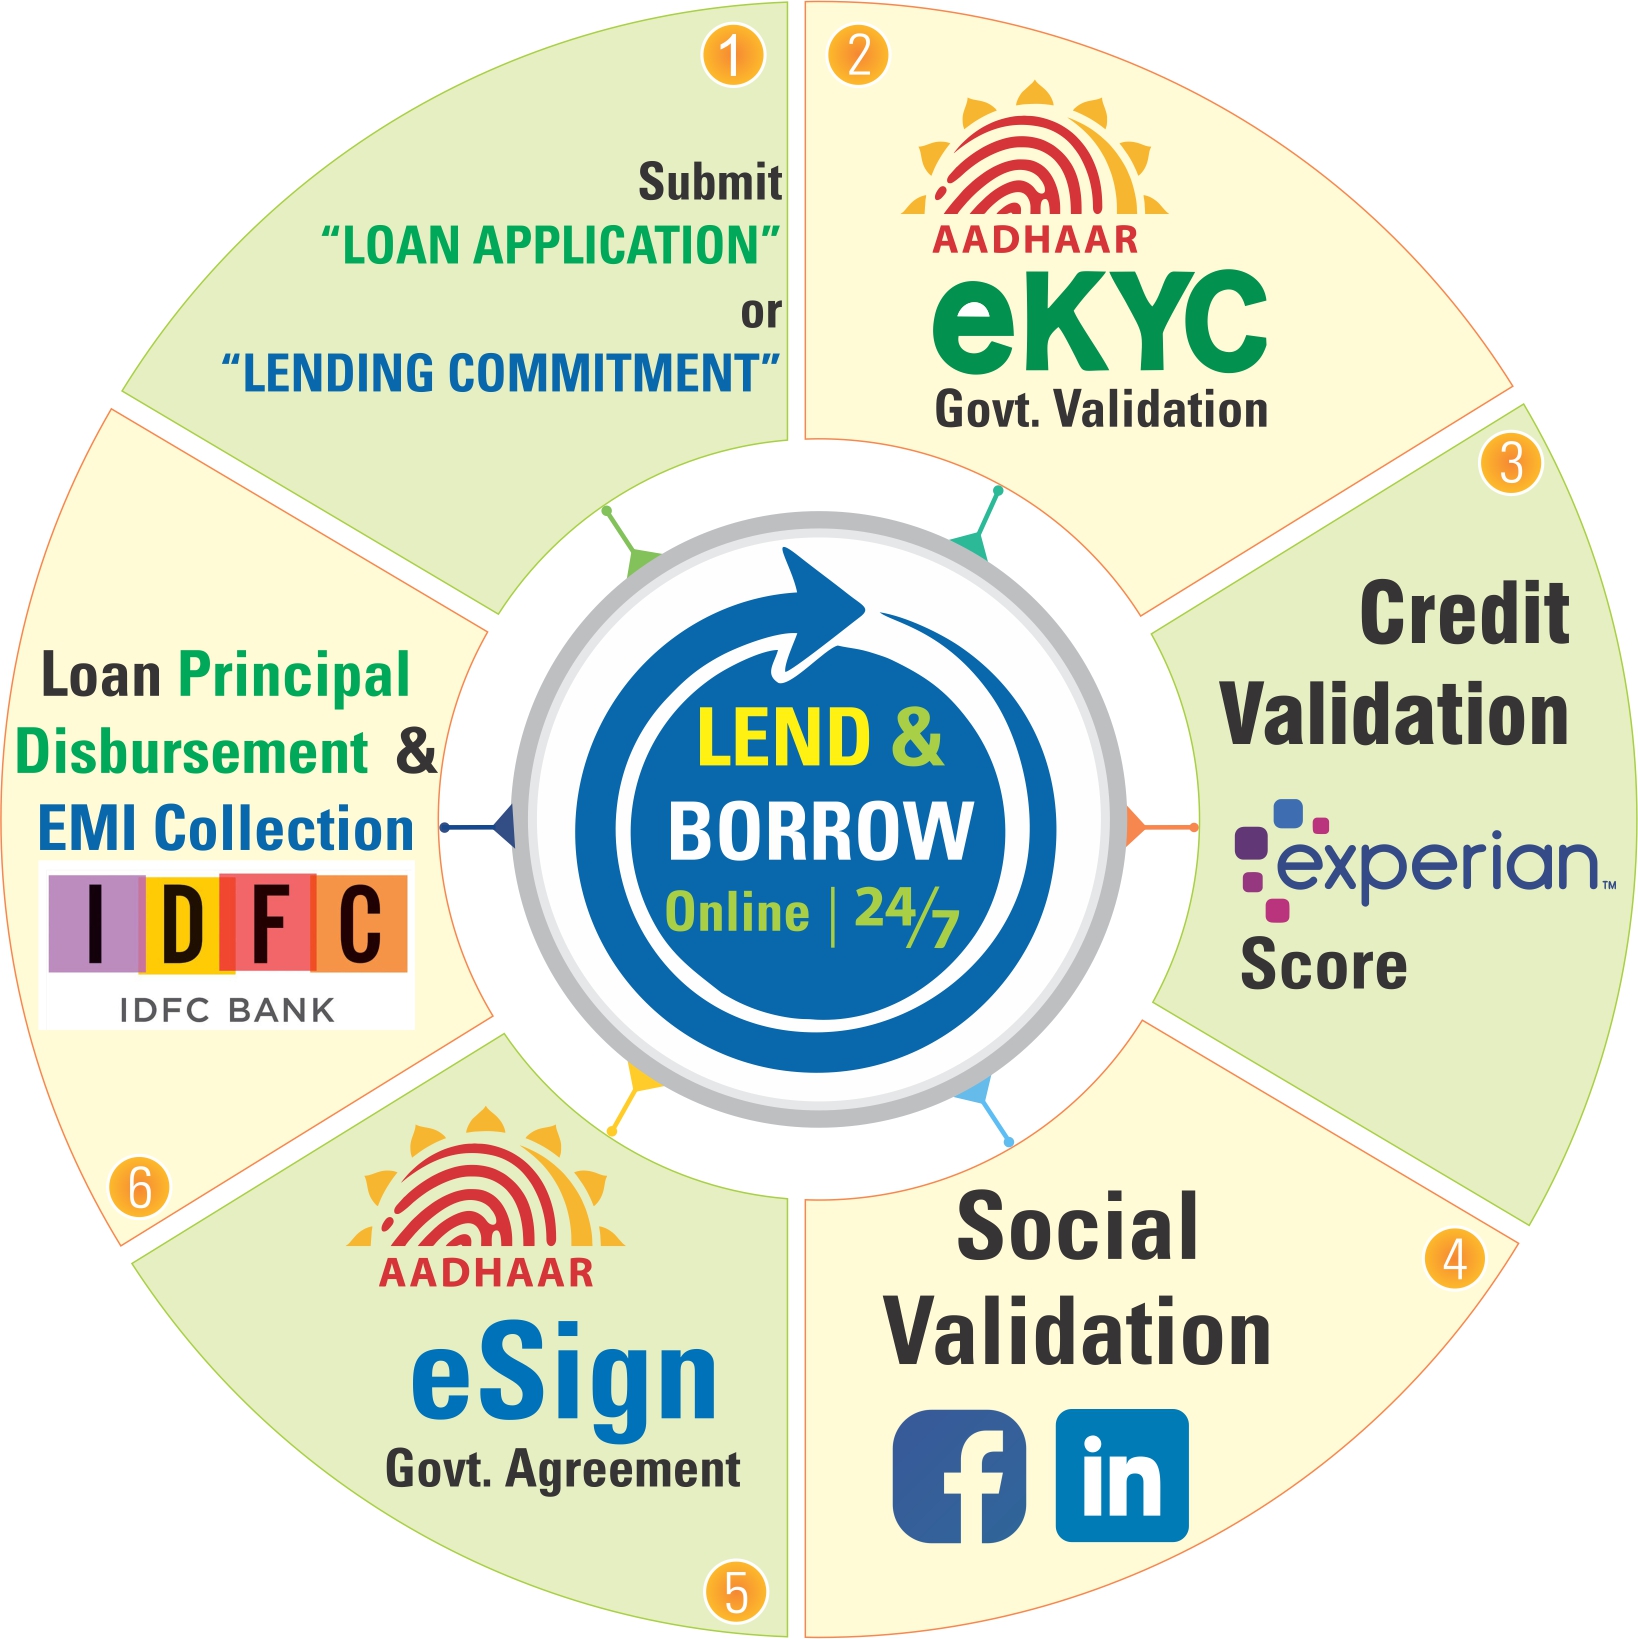 1
Submit
“LOAN APPLICATION”
or
“LENDING COMMITMENT”
2
AADHAAR
eKYC
Govt. Validation
3
Credit
Validation
experian™
Score
4
Social
Validation
f
in
5
AADHAAR
eSign
Govt. Agreement
6
Loan Principal
Disbursement &
EMI Collection
IDFC
IDFC BANK
LEND &
BORROW
Online | 24/7